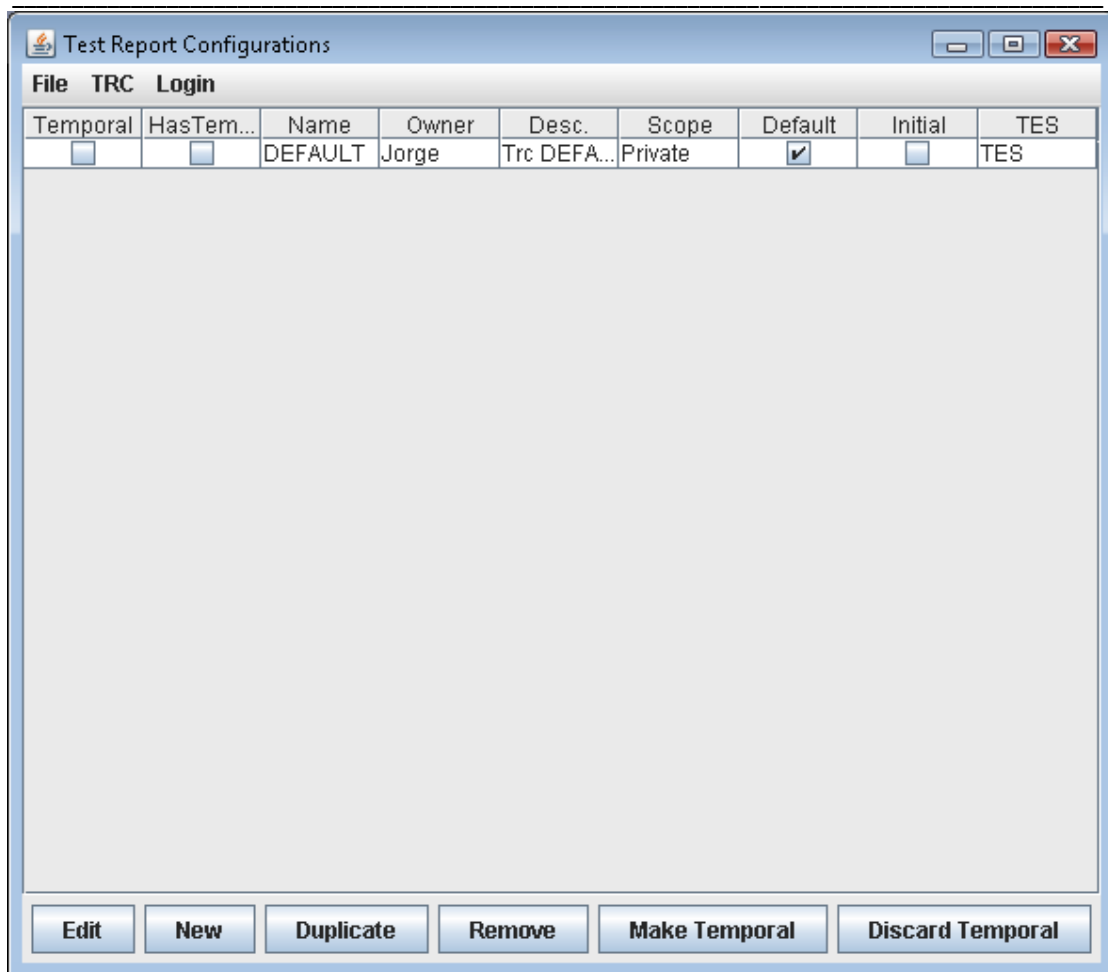 Test Report Configurations
File TRC Login
Temporal HasTem... Name Owner Desc. Scope Default Initial TES
DEFAULT Jorge Trc DEFA... Private TES
Edit New Duplicate Remove Make Temporal Discard Temporal